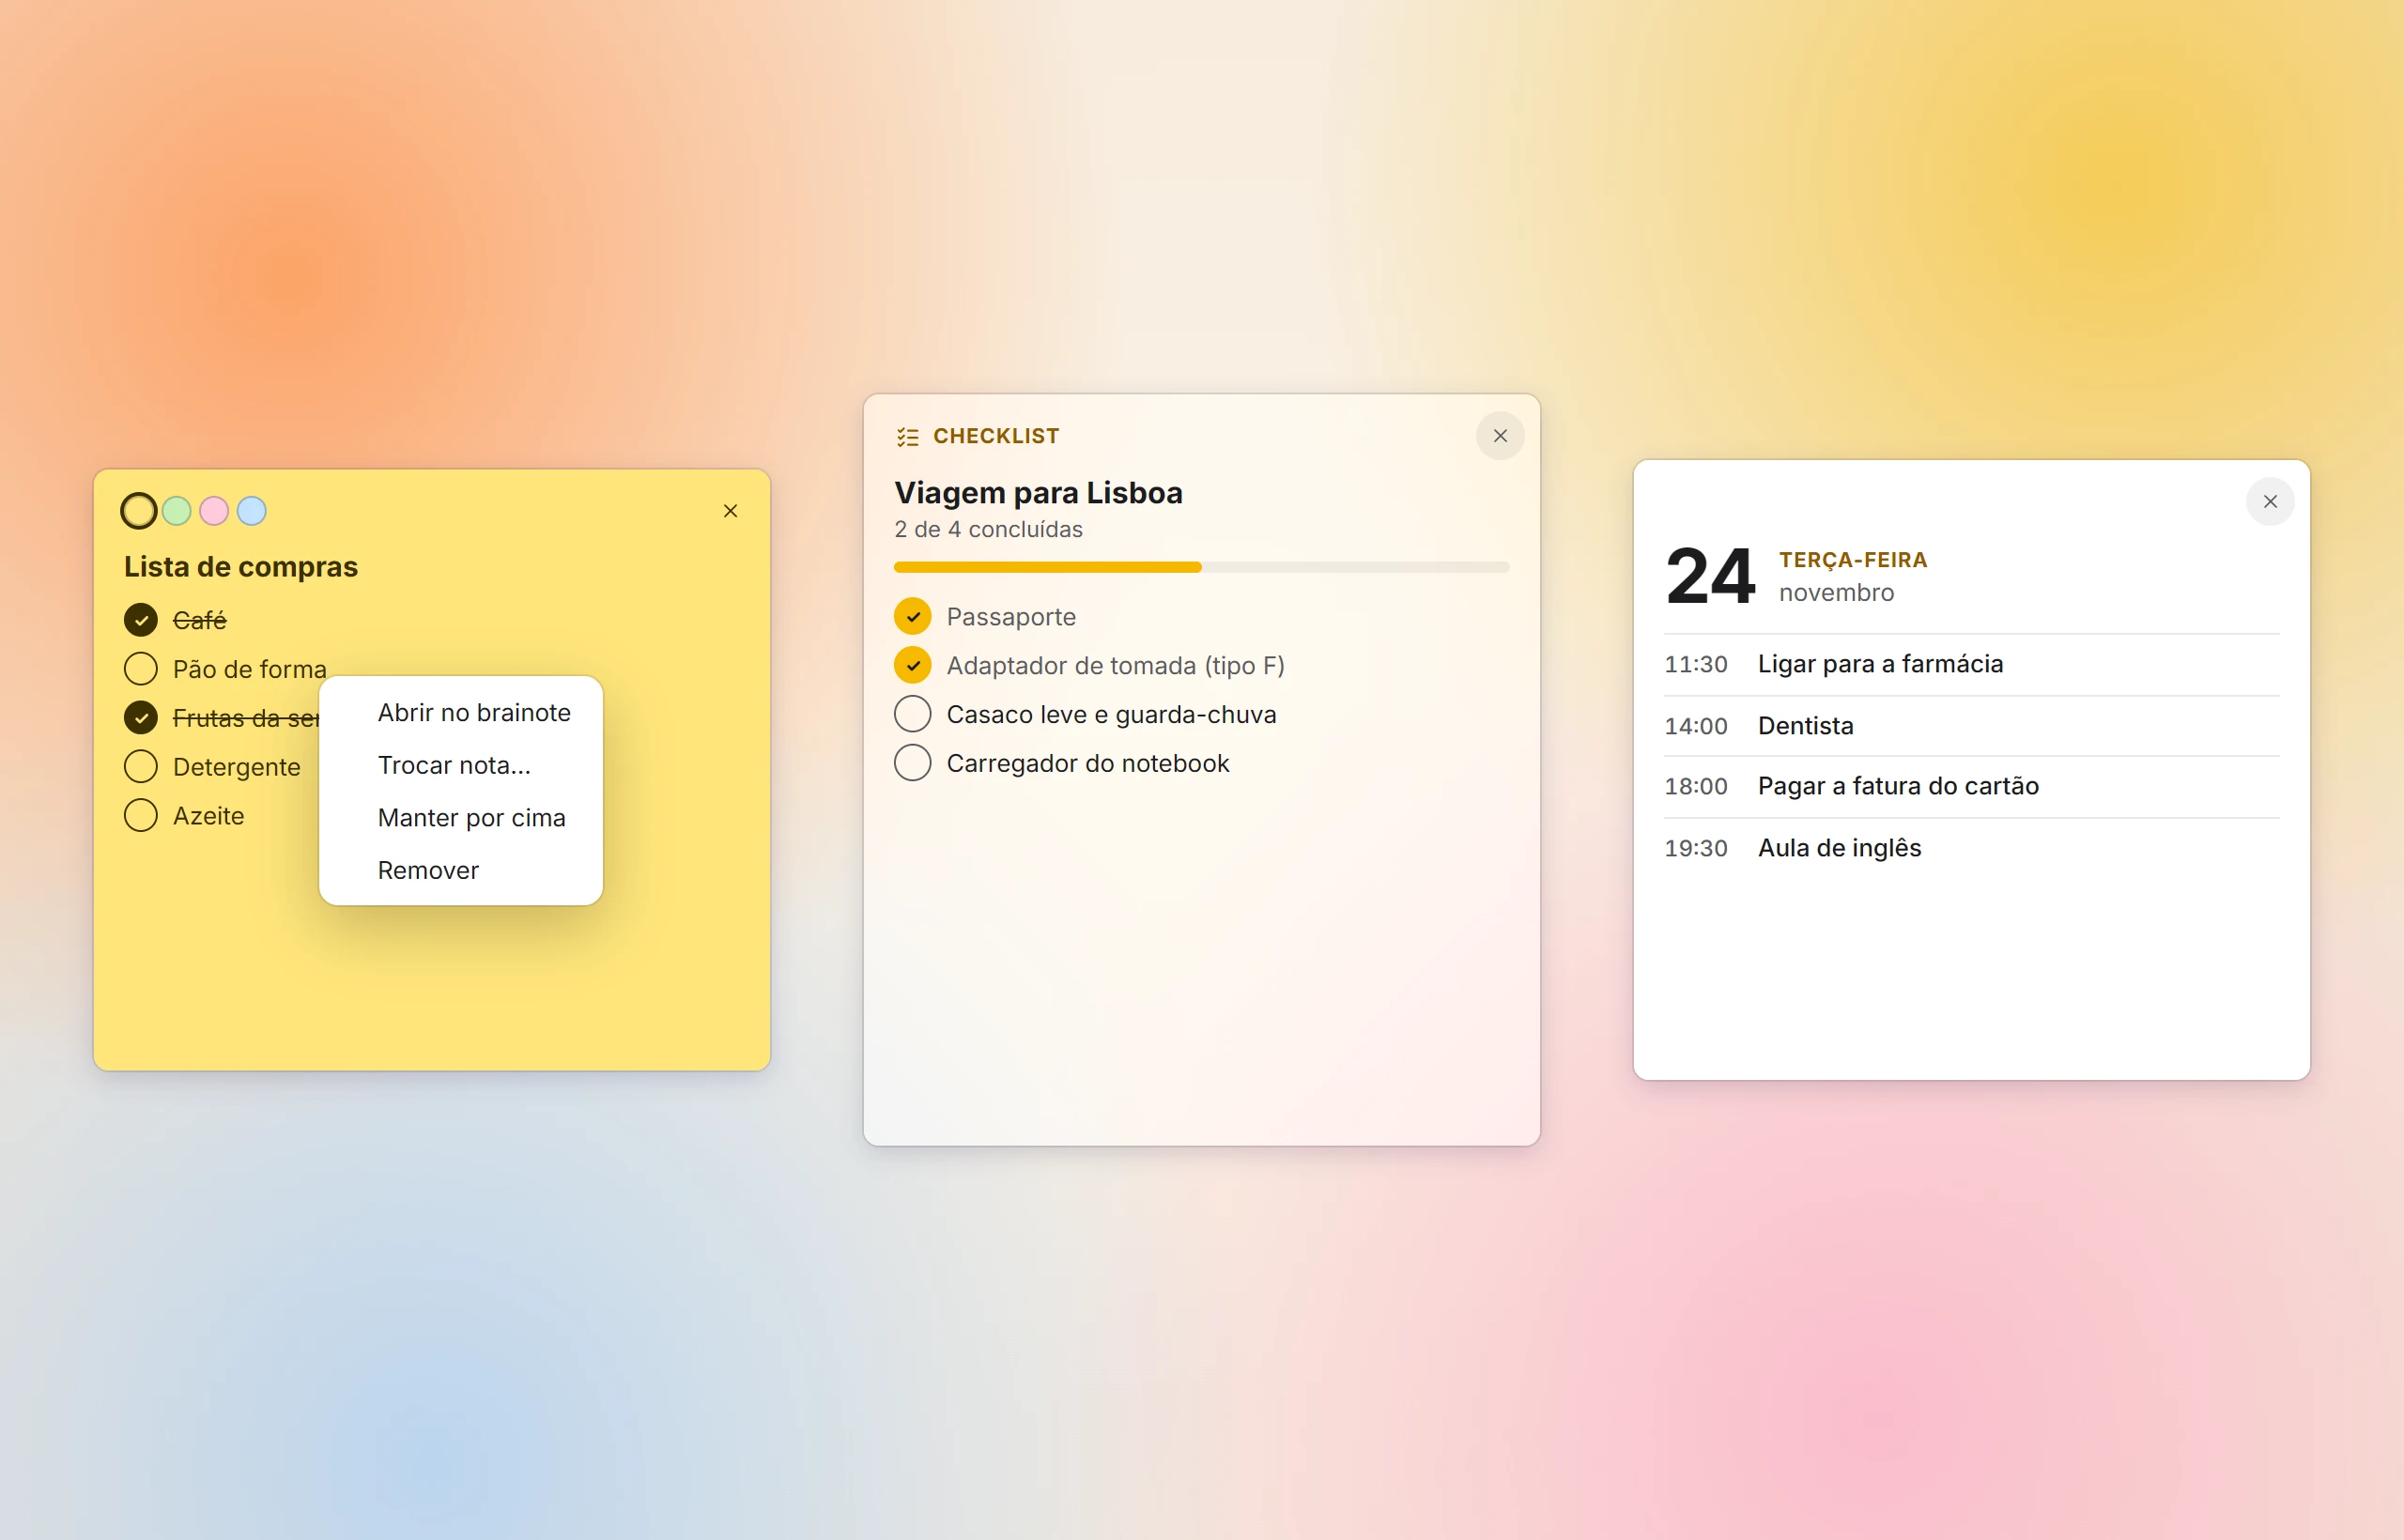 Lista de compras
Café
Pão de forma
Frutas da
Detergente
Azeite
Abrir no brainote
Trocar nota...
Manter por cima
Remover
CHECKLIST
Viagem para Lisboa
2 de 4 concluídas
Passaporte
Adaptador de tomada (tipo F)
Casaco leve e guarda-chuva
Carregador do notebook
24
TERÇA-FEIRA
novembro
11:30 Ligar para a farmácia
14:00 Dentista
18:00 Pagar a fatura do cartão
19:30 Aula de inglês